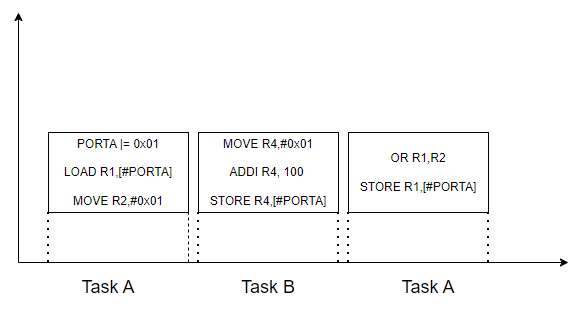 PORTA |= 0x01
LOAD R1,[#PORTA]
MOVE R2,#0x01
MOVE R4,#0x01
ADDI R4, 100
STORE R4,[#PORTA]
OR R1,R2
STORE R1,[#PORTA]
Task A
Task B
Task A